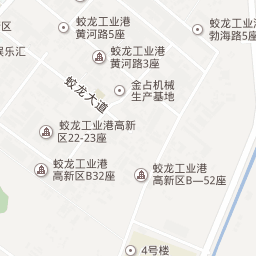 蛟龙工业港
黄河路5座
蛟龙工业港
勃海路5座
区
娱乐汇
蛟龙工业港
黄河路3座
蛟龙大道
金占机械
生产基地
蛟龙工业港高新
区22-23座
蛟龙工业港
高新区B32座
蛟龙工业港
高新区B—52座
4号楼